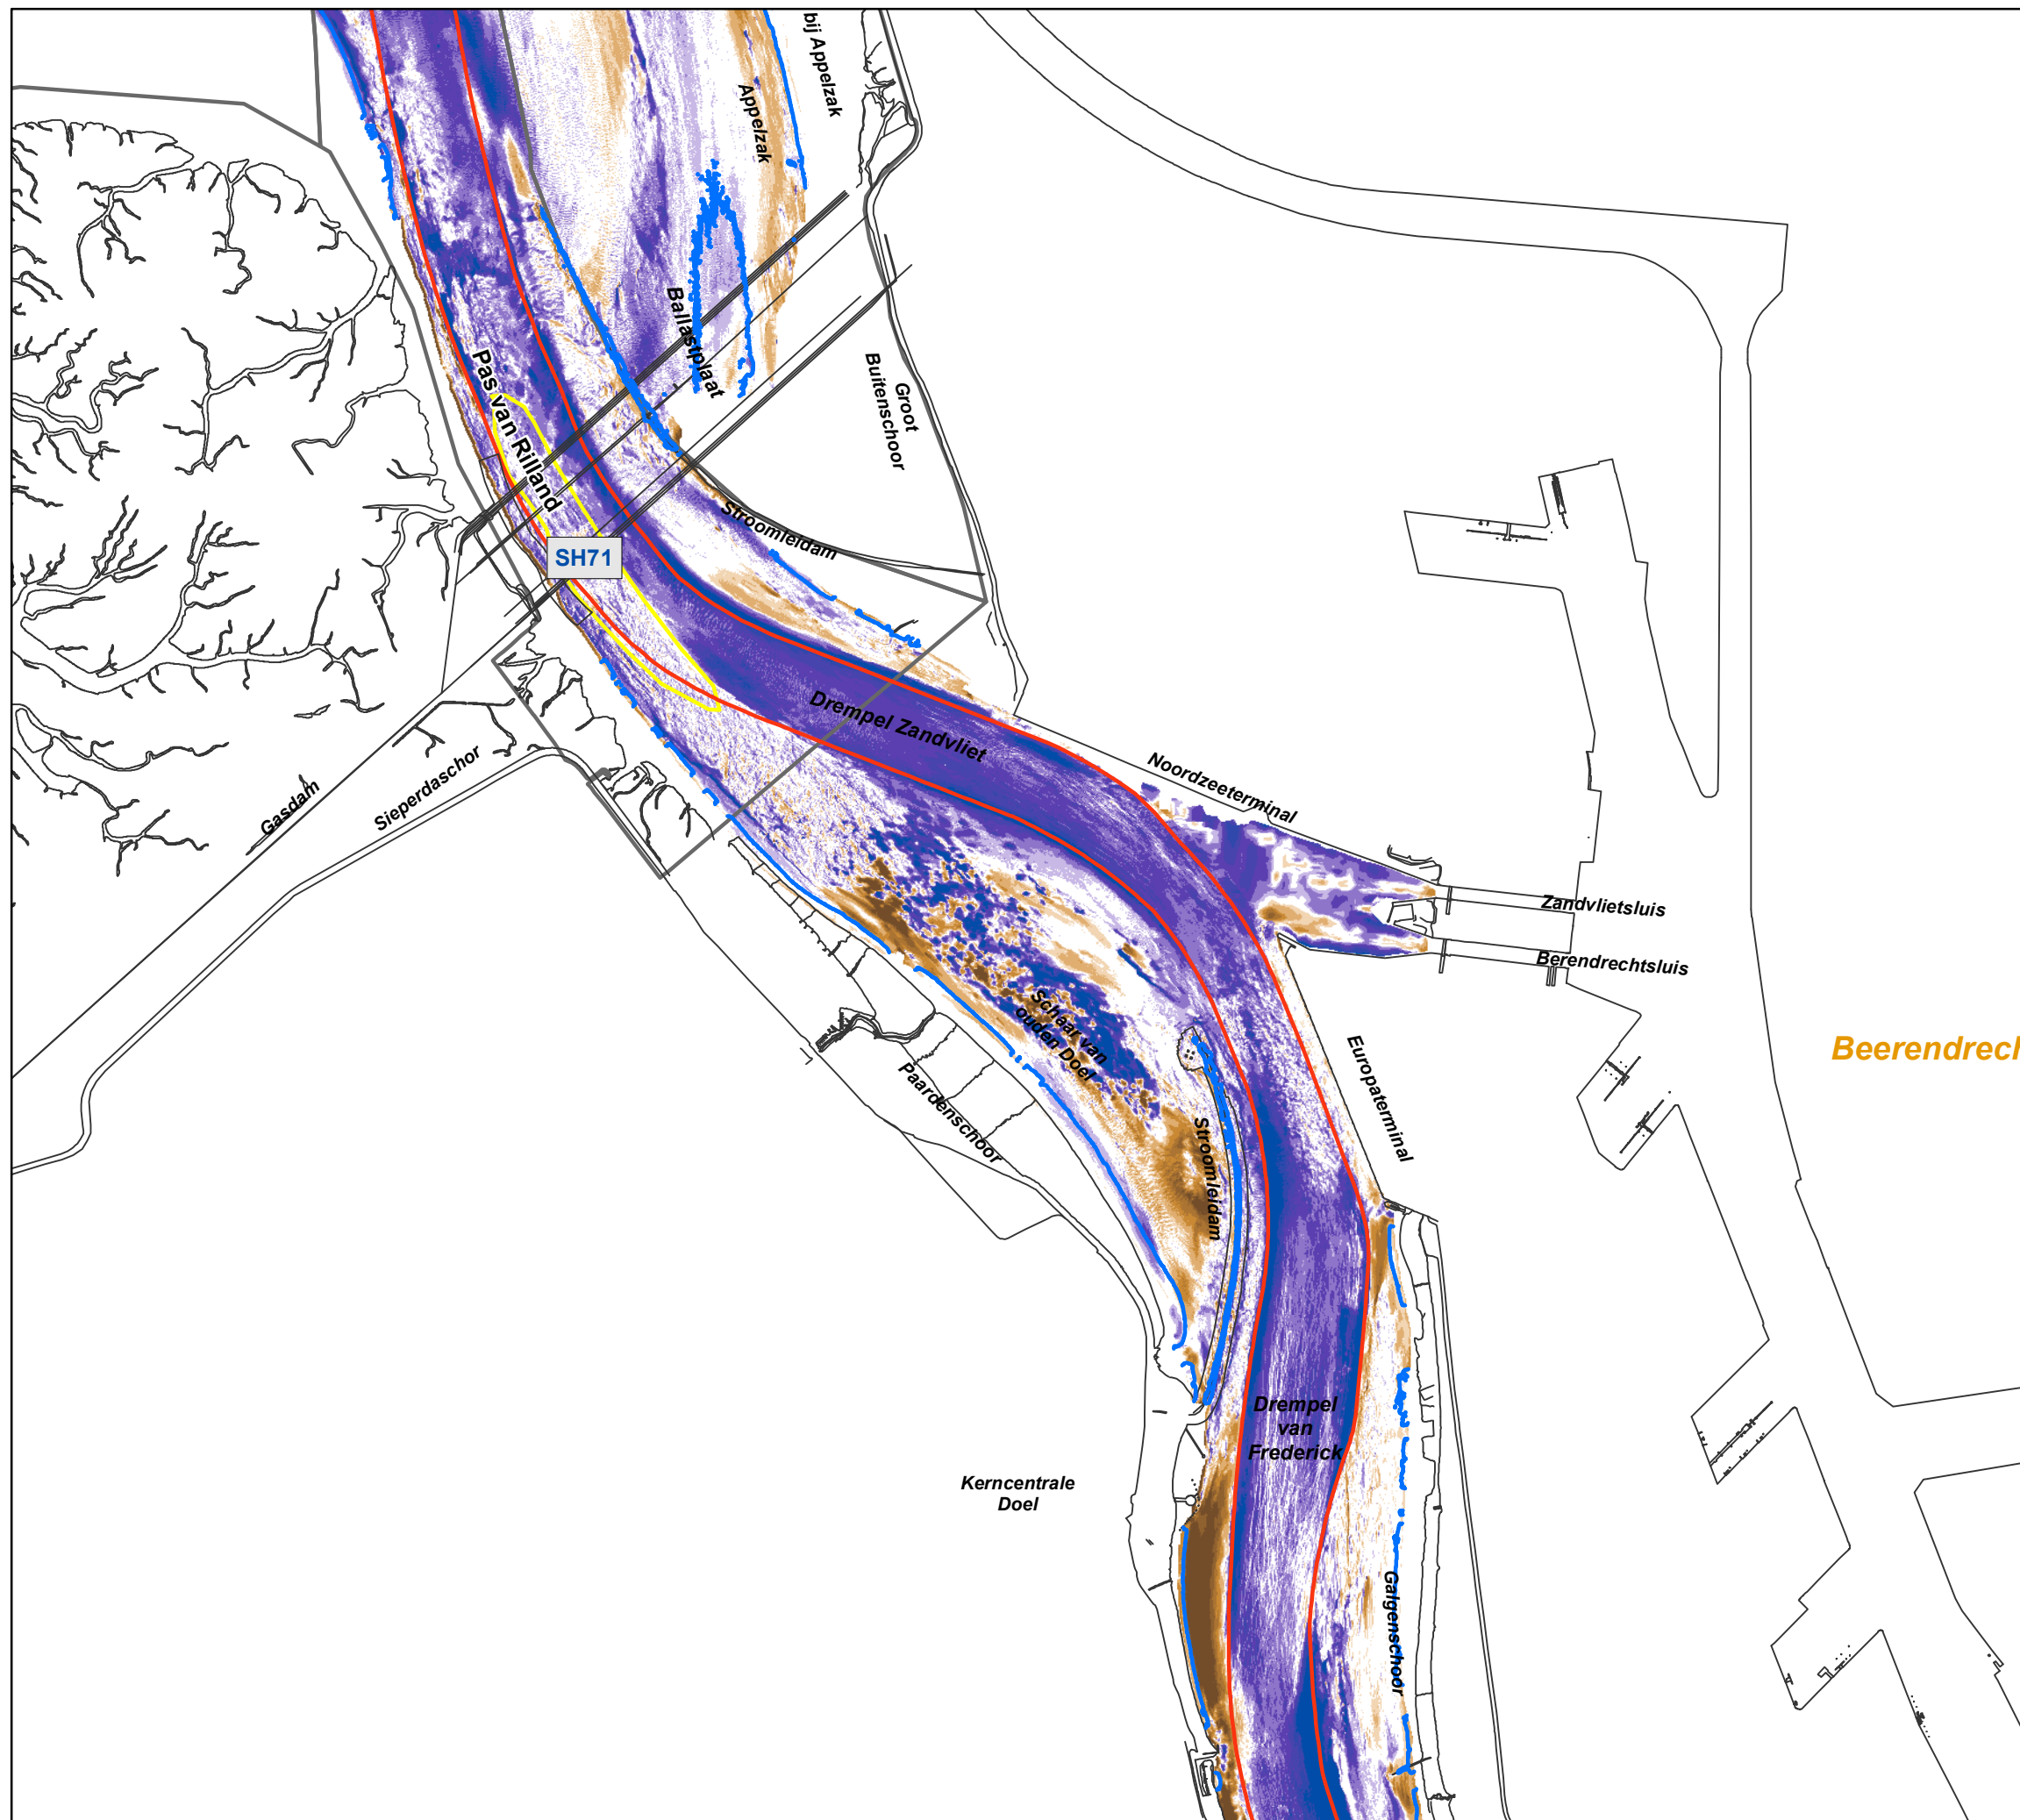 bij Appelzak
Appelzak
Ballastplaat
Groot
Buitenschoor
Pas van Rilland
Stroomleidam
SH71
Drempel Zandvliet
Noordzeeterminal
Gasdam
Sieperdaschor
Zandvlietsluis
Berendrechtsluis
Schaar van
ouden Doel
Beerendrech
Europaterminal
Paardenschoor
Stroomleidam
Drempel
van
Frederick
Kerncentrale
Doel
Galgenschoor